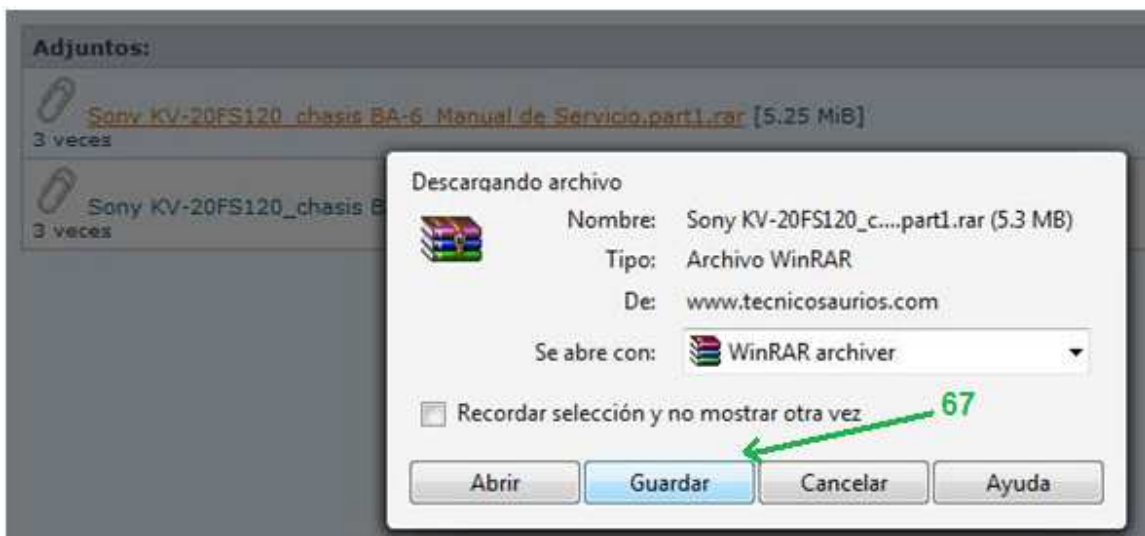 Adjuntos:
Sony KV-20FS120_chasis BA-6_Manual de Servicio.part1.rar [5.25 MiB]
3 veces
Sony KV-20FS120_chasis B
3 veces
Descargando archivo
Nombre: Sony KV-20FS120_c....part1.rar (5.3 MB)
Tipo: Archivo WinRAR
De: www.tecnicosaurios.com
Se abre con: WinRAR archiver
Recordar selección y no mostrar otra vez
67
Abrir Guardar Cancelar Ayuda